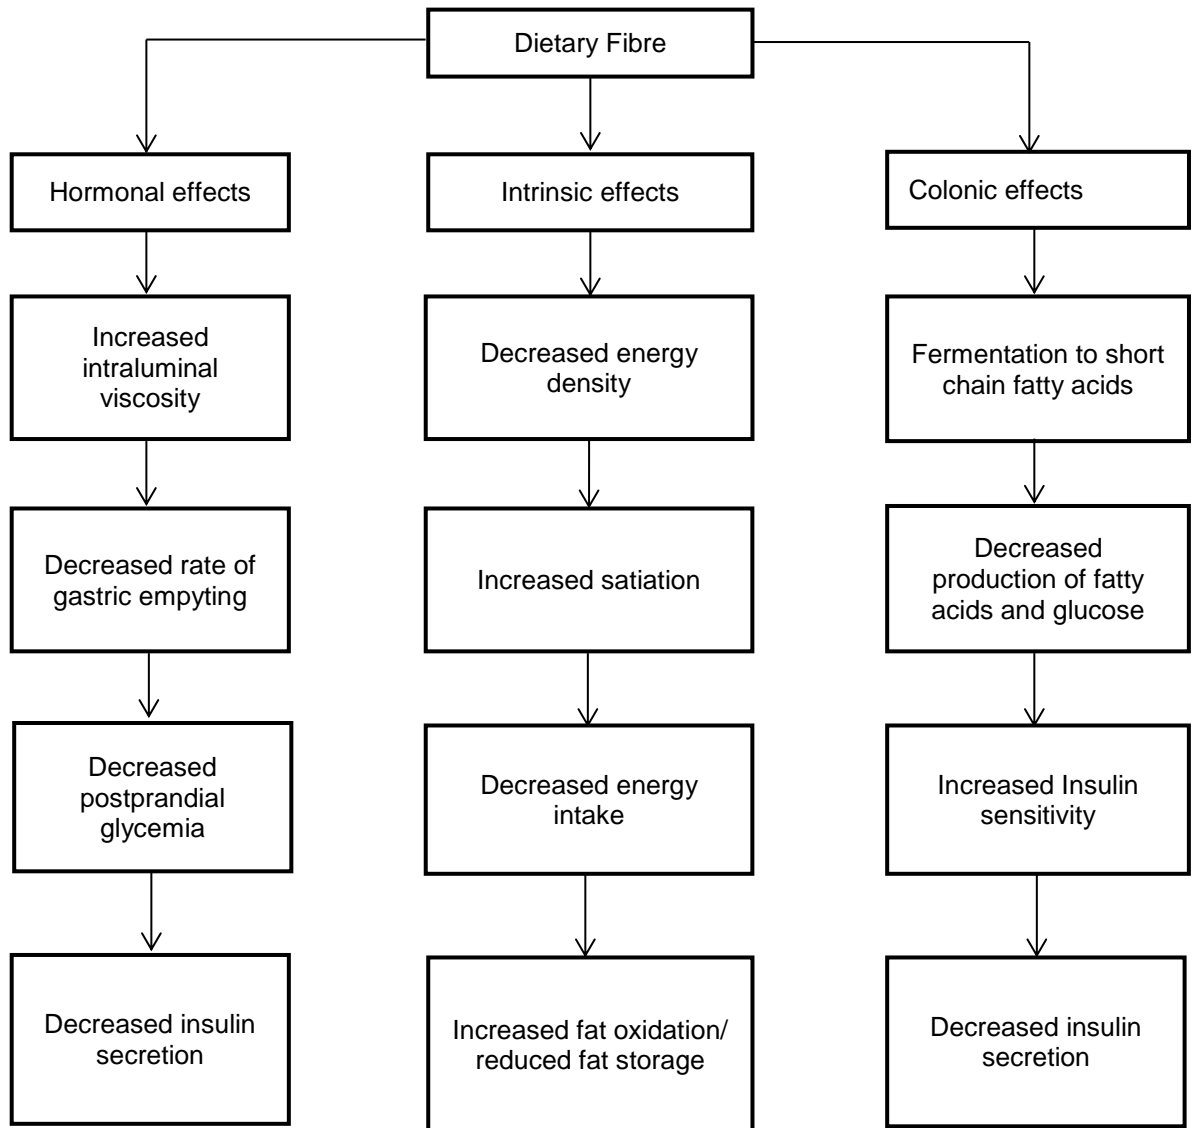 Dietary Fibre
Hormonal effects
Intrinsic effects
Colonic effects
Increased
intraluminal
viscosity
Decreased energy
density
Fermentation to short
chain fatty acids
Decreased rate of
gastric empyting
Increased satiation
Decreased
production of fatty
acids and glucose
Decreased
postprandial
glycemia
Decreased energy
intake
Increased Insulin
sensitivity
Decreased insulin
secretion
Increased fat oxidation/
reduced fat storage
Decreased insulin
secretion